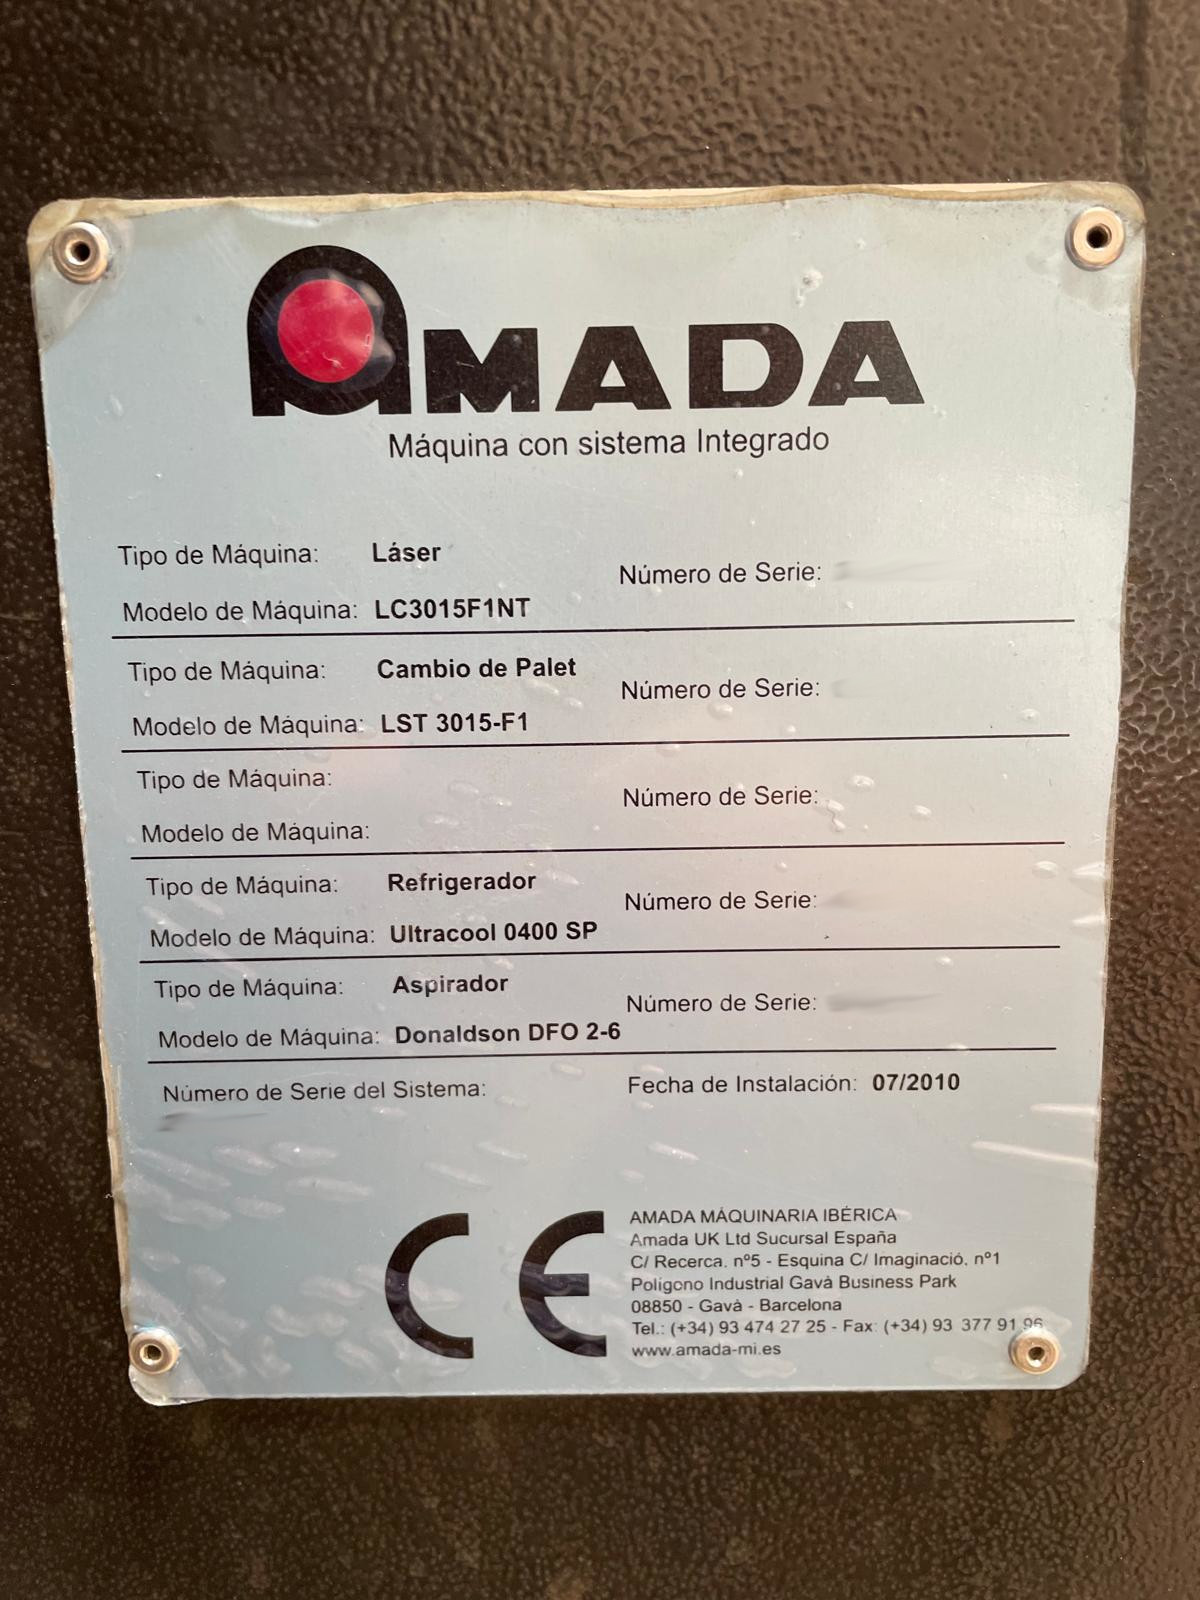 AMADA
Máquina con sistema Integrado
Tipo de Máquina: Láser
Número de Serie:
Modelo de Máquina: LC3015F1NT
Tipo de Máquina: Cambio de Palet
Número de Serie:
Modelo de Máquina: LST 3015-F1
Tipo de Máquina:
Número de Serie:
Modelo de Máquina:
Tipo de Máquina: Refrigerador
Número de Serie:
Modelo de Máquina: Ultracool 0400 SP
Tipo de Máquina: Aspirador
Número de Serie:
Modelo de Máquina: Donaldson DFO 2-6
Número de Serie del Sistema:
Fecha de Instalación: 07/2010
CE
AMADA MÁQUINARIA IBÉRICA
Amada UK Ltd Sucursal España
C/ Recerca, nº5 - Esquina C/ Imaginació, nº1
Poligono Industrial Gavà Business Park
08850 - Gavà - Barcelona
Tel.: (+34) 93 474 27 25 - Fax: (+34) 93 377 91 96
www.amada-mi.es